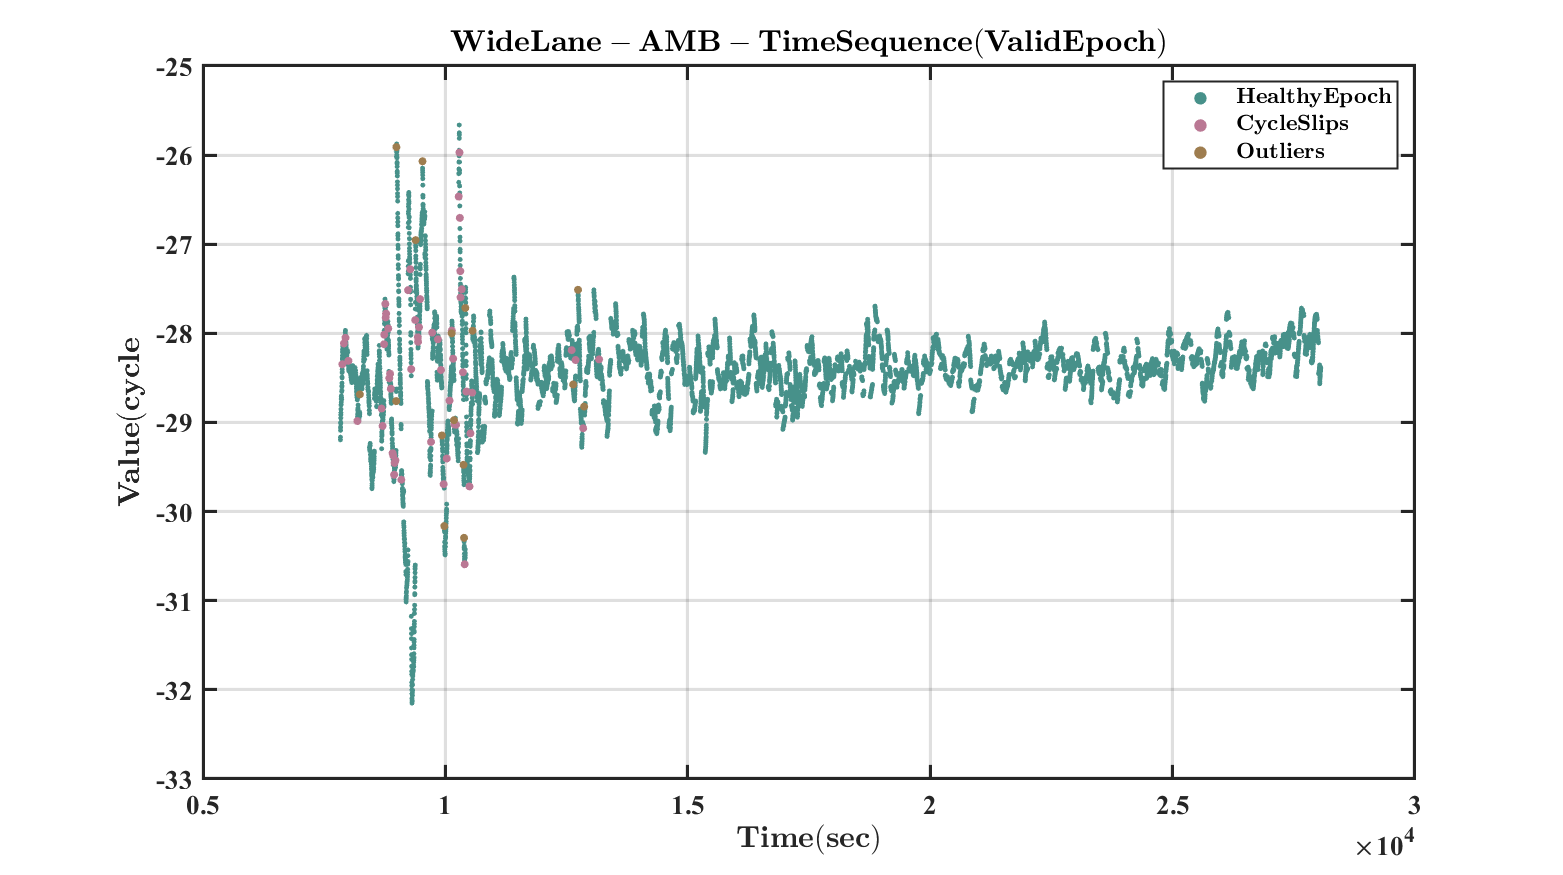 WideLane − AMB − TimeSequence(ValidEpoch)
HealthyEpoch
CycleSlips
Outliers
Value(cycle
-25
-26
-27
-28
-29
-30
-31
-32
-33
0.5 1 1.5 2 2.5 3
Time(sec)
×10⁴